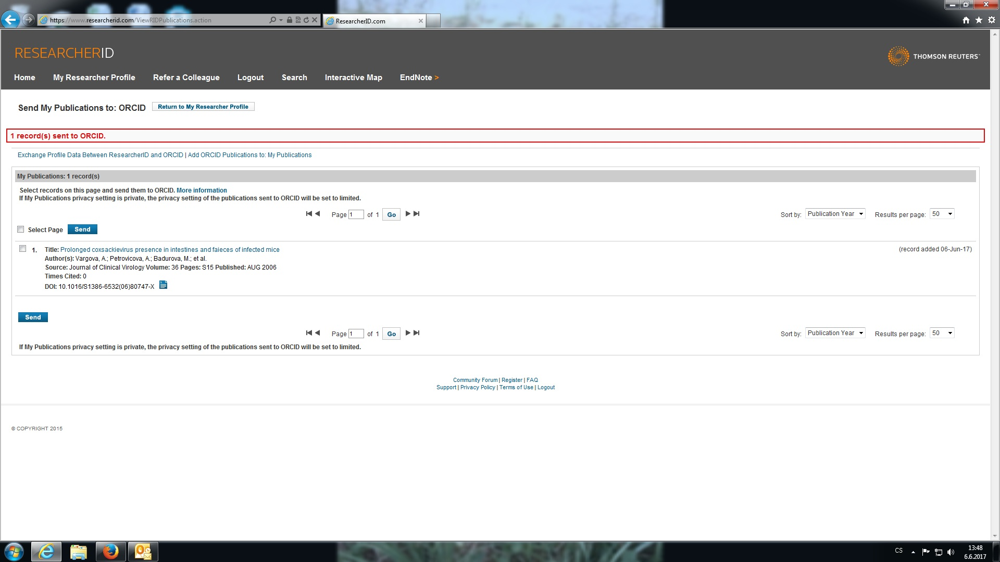 https://www.researcherid.com/ViewRIDPublications.action
ResearcherID.com
RESEARCHERID
THOMSON REUTERS™
Home My Researcher Profile Refer a Colleague Logout Search Interactive Map EndNote >
Send My Publications to: ORCID Return to My Researcher Profile
1 record(s) sent to ORCID.
Exchange Profile Data Between ResearcherID and ORCID | Add ORCID Publications to: My Publications
My Publications: 1 record(s)
Select records on this page and send them to ORCID. More information
If My Publications privacy setting is private, the privacy setting of the publications sent to ORCID will be set to limited.
Page 1 of 1 Go Sort by: Publication Year Results per page: 50
Select Page Send
1. Title: Prolonged coxsackievirus presence in intestines and faieces of infected mice (record added 06-Jun-17)
Author(s): Vargova, A.; Petrovicova, A.; Badurova, M.; et al.
Source: Journal of Clinical Virology Volume: 36 Pages: S15 Published: AUG 2006
Times Cited: 0
DOI: 10.1016/S1386-6532(06)80747-X
Send
Page 1 of 1 Go Sort by: Publication Year Results per page: 50
If My Publications privacy setting is private, the privacy setting of the publications sent to ORCID will be set to limited.
Community Forum | Register | FAQ
Support | Privacy Policy | Terms of Use | Logout
© COPYRIGHT 2015
CS
13:48
6.6.2017